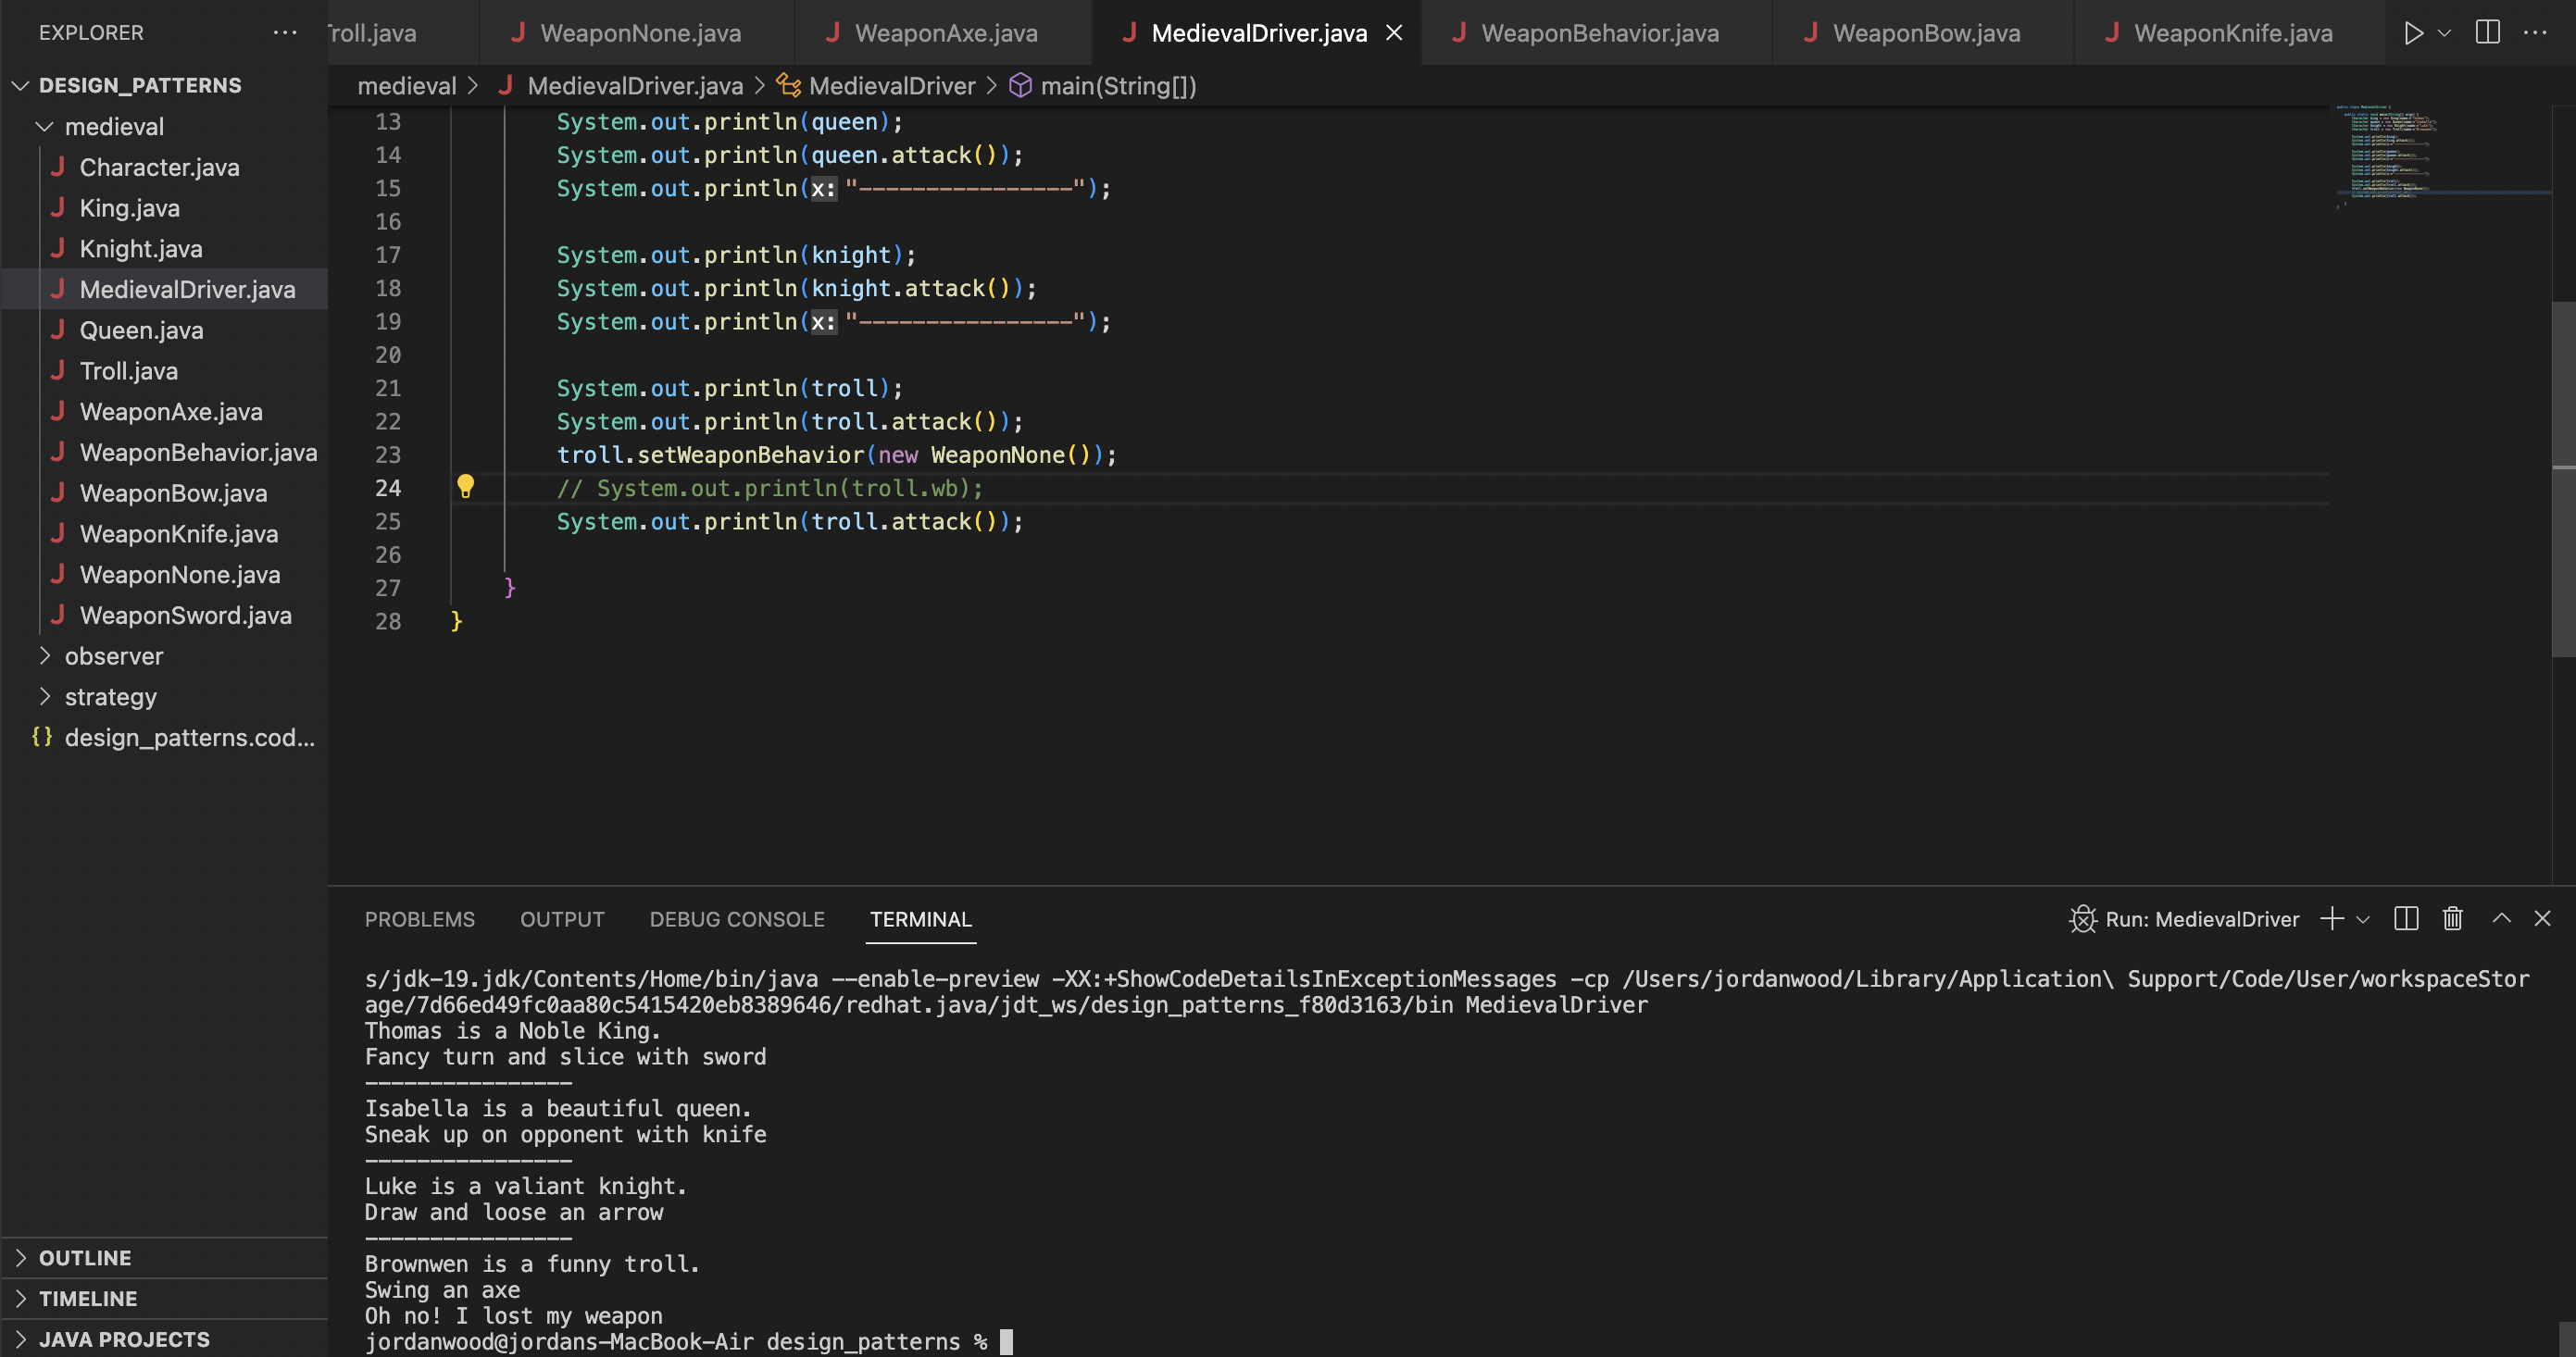 EXPLORER
Troll.java
WeaponNone.java
WeaponAxe.java
MedievalDriver.java
WeaponBehavior.java
WeaponBow.java
WeaponKnife.java
DESIGN_PATTERNS
medieval
Character.java
King.java
Knight.java
MedievalDriver.java
Queen.java
Troll.java
WeaponAxe.java
WeaponBehavior.java
WeaponBow.java
WeaponKnife.java
WeaponNone.java
WeaponSword.java
observer
strategy
{} design_patterns.cod...
OUTLINE
TIMELINE
JAVA PROJECTS
medieval > MedievalDriver.java > MedievalDriver > main(String[])
13 System.out.println(queen);
14 System.out.println(queen.attack());
15 System.out.println(x: "----------------");
16
17 System.out.println(knight);
18 System.out.println(knight.attack());
19 System.out.println(x: "----------------");
20
21 System.out.println(troll);
22 System.out.println(troll.attack());
23 troll.setWeaponBehavior(new WeaponNone());
24 // System.out.println(troll.wb);
25 System.out.println(troll.attack());
26
27 }
28 }
PROBLEMS OUTPUT DEBUG CONSOLE TERMINAL
Run: MedievalDriver
s/jdk-19.jdk/Contents/Home/bin/java --enable-preview -XX:+ShowCodeDetailsInExceptionMessages -cp /Users/jordanwood/Library/Application\ Support/Code/User/workspaceStor
age/7d66ed49fc0aa80c5415420eb8389646/redhat.java/jdt_ws/design_patterns_f80d3163/bin MedievalDriver
Thomas is a Noble King.
Fancy turn and slice with sword
----------------
Isabella is a beautiful queen.
Sneak up on opponent with knife
----------------
Luke is a valiant knight.
Draw and loose an arrow
----------------
Brownwen is a funny troll.
Swing an axe
Oh no! I lost my weapon
jordanwood@jordans-MacBook-Air design_patterns %